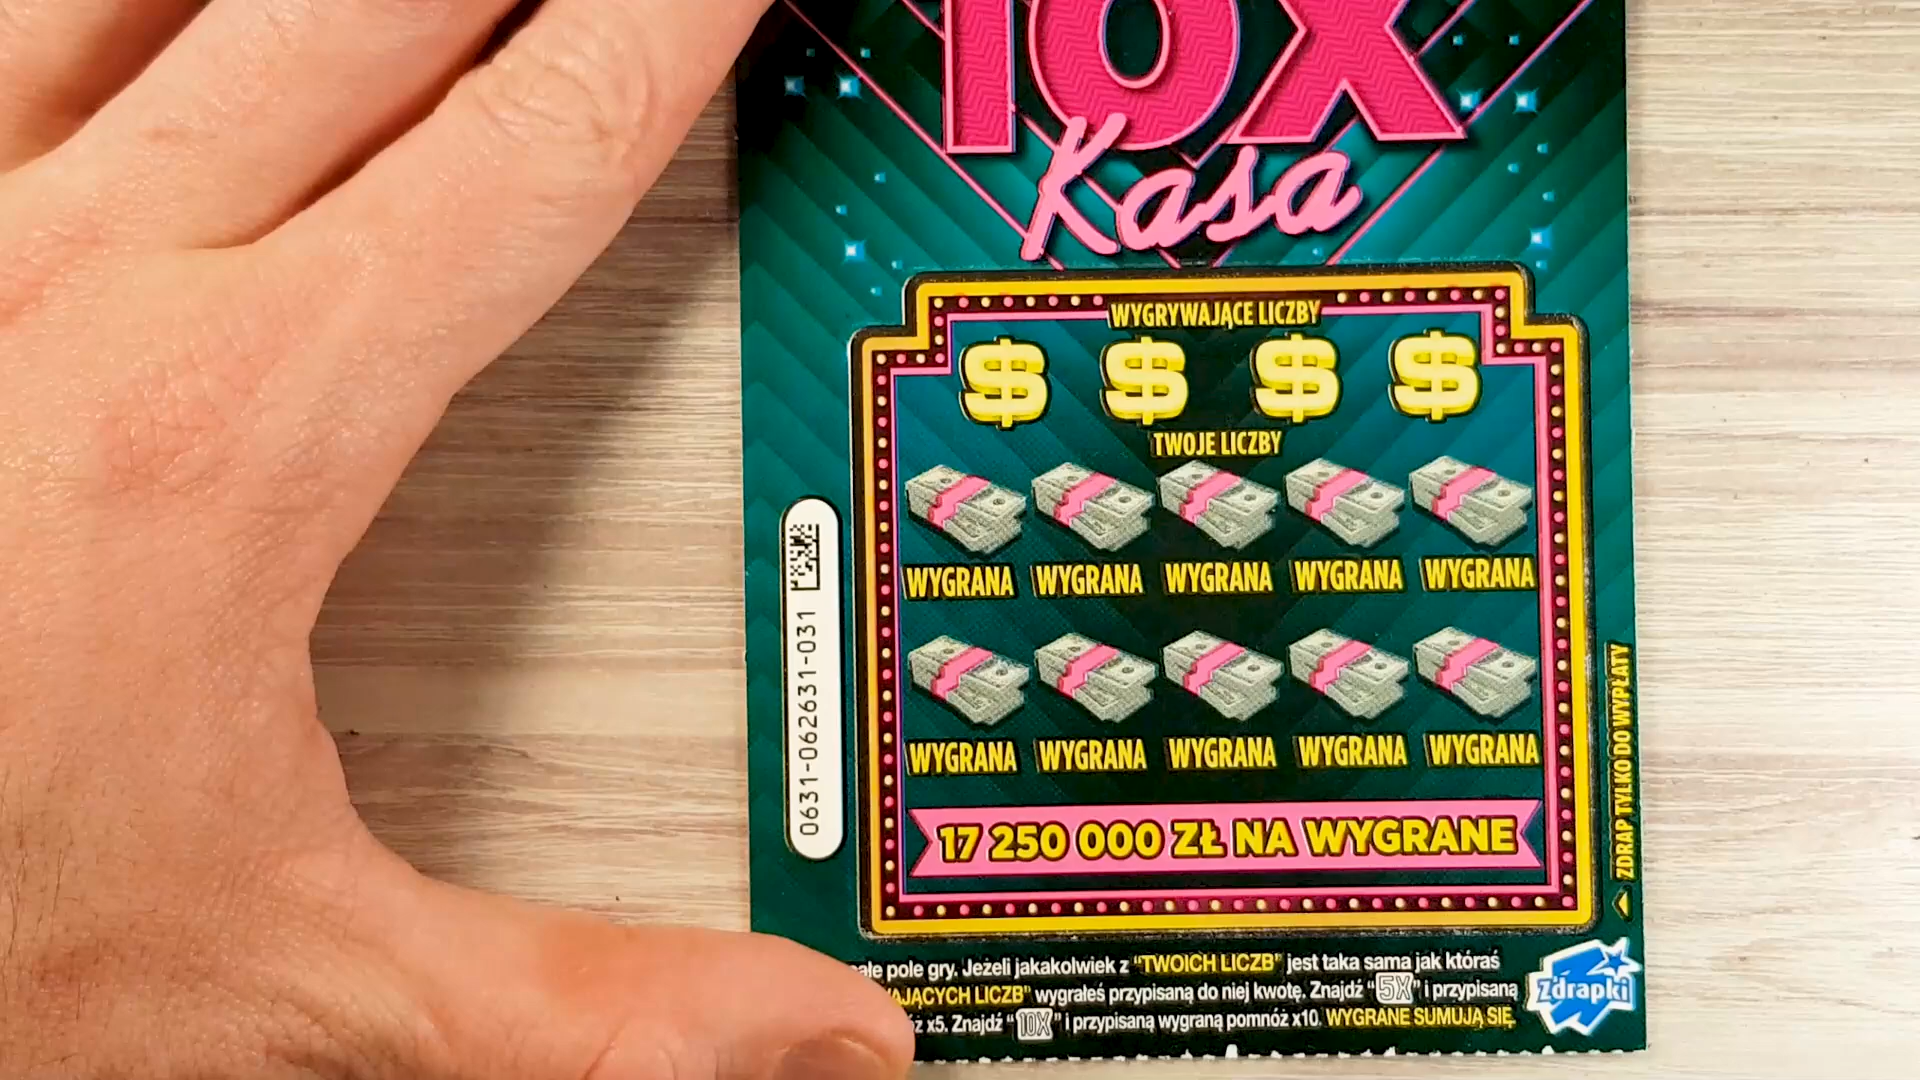 10X
Kasa
WYGRYWAJĄCE LICZBY
$ $ $ $
TWOJE LICZBY
WYGRANA WYGRANA WYGRANA WYGRANA WYGRANA
WYGRANA WYGRANA WYGRANA WYGRANA WYGRANA
17 250 000 ZŁ NA WYGRANE
0631-062631-031
ZDRAP TYLKO DO WYPŁATY
pole gry. Jeżeli jakakolwiek z "TWOICH LICZB" jest taka sama jak któraś
LICZB" wygrałeś przypisaną do niej kwotę. Znajdź "5X" i przypisaną
x5. Znajdź "10X" i przypisaną wygraną pomnóż x10. WYGRANE SUMUJĄ SIĘ.
Zdrapki